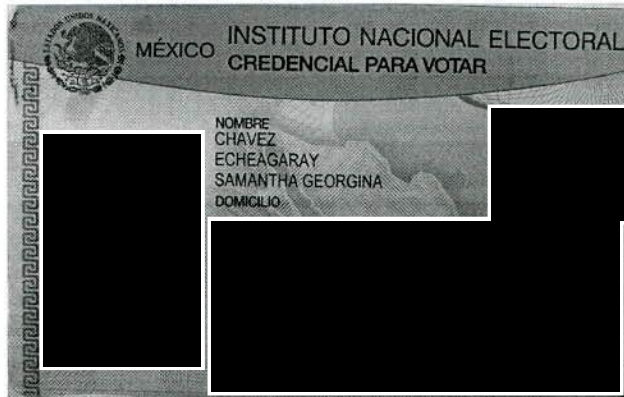 MÉXICO INSTITUTO NACIONAL ELECTORAL
CREDENCIAL PARA VOTAR
NOMBRE
CHAVEZ
ECHEAGARAY
SAMANTHA GEORGINA
DOMICILIO